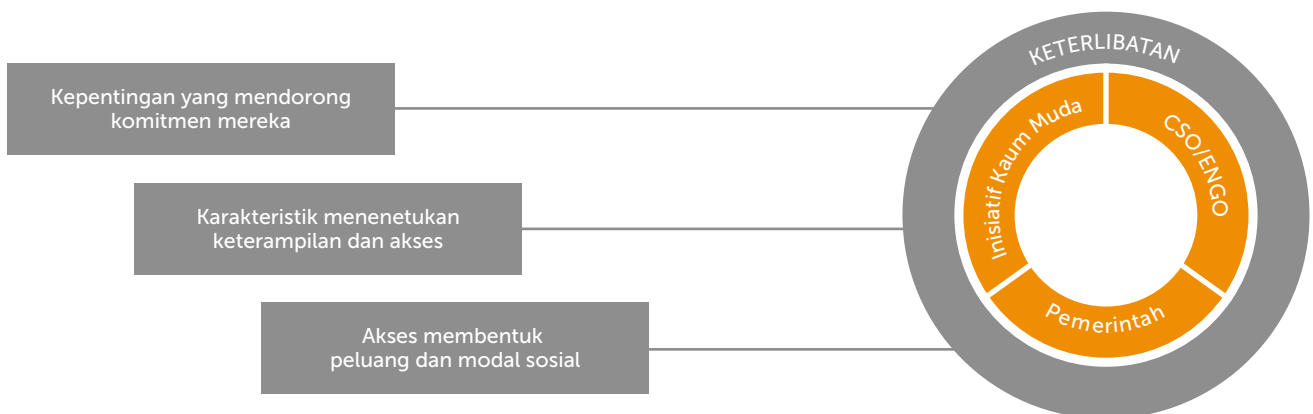 Kepentingan yang mendorong
komitmen mereka
Karakteristik menenetukan
keterampilan dan akses
Akses membentuk
peluang dan modal sosial
KETERLIBATAN
Inisiatif Kaum Muda
CSO/ENGO
Pemerintah